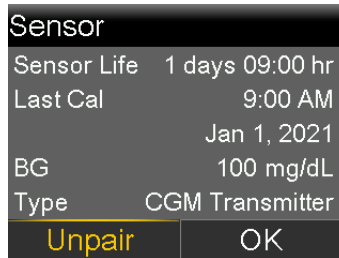 Sensor
Sensor Life 1 days 09:00 hr
Last Cal 9:00 AM
Jan 1, 2021
BG 100 mg/dL
Type CGM Transmitter
Unpair OK